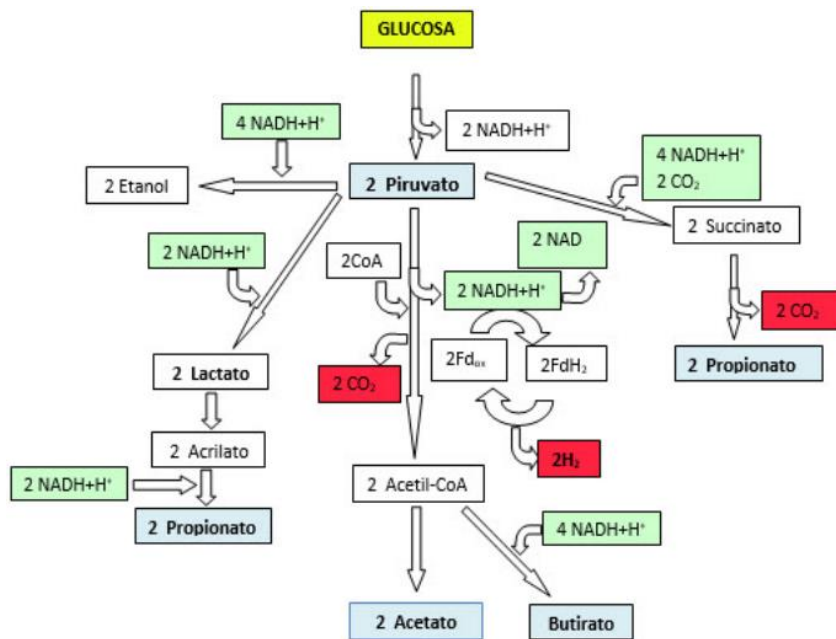 GLUCOSA
4 NADH+H⁺
2 NADH+H⁺
4 NADH+H⁺
2 CO₂
2 Etanol
2 Piruvato
2 Succinato
2 NAD
2 NADH+H⁺
2CoA
2 NADH+H⁺
2 CO₂
2Fdₒₓ
2FdH₂
2 CO₂
2 Lactato
2 Propionato
2 Acrilato
2H₂
2 NADH+H⁺
2 Acetil-CoA
2 Propionato
4 NADH+H⁺
2 Acetato
Butirato